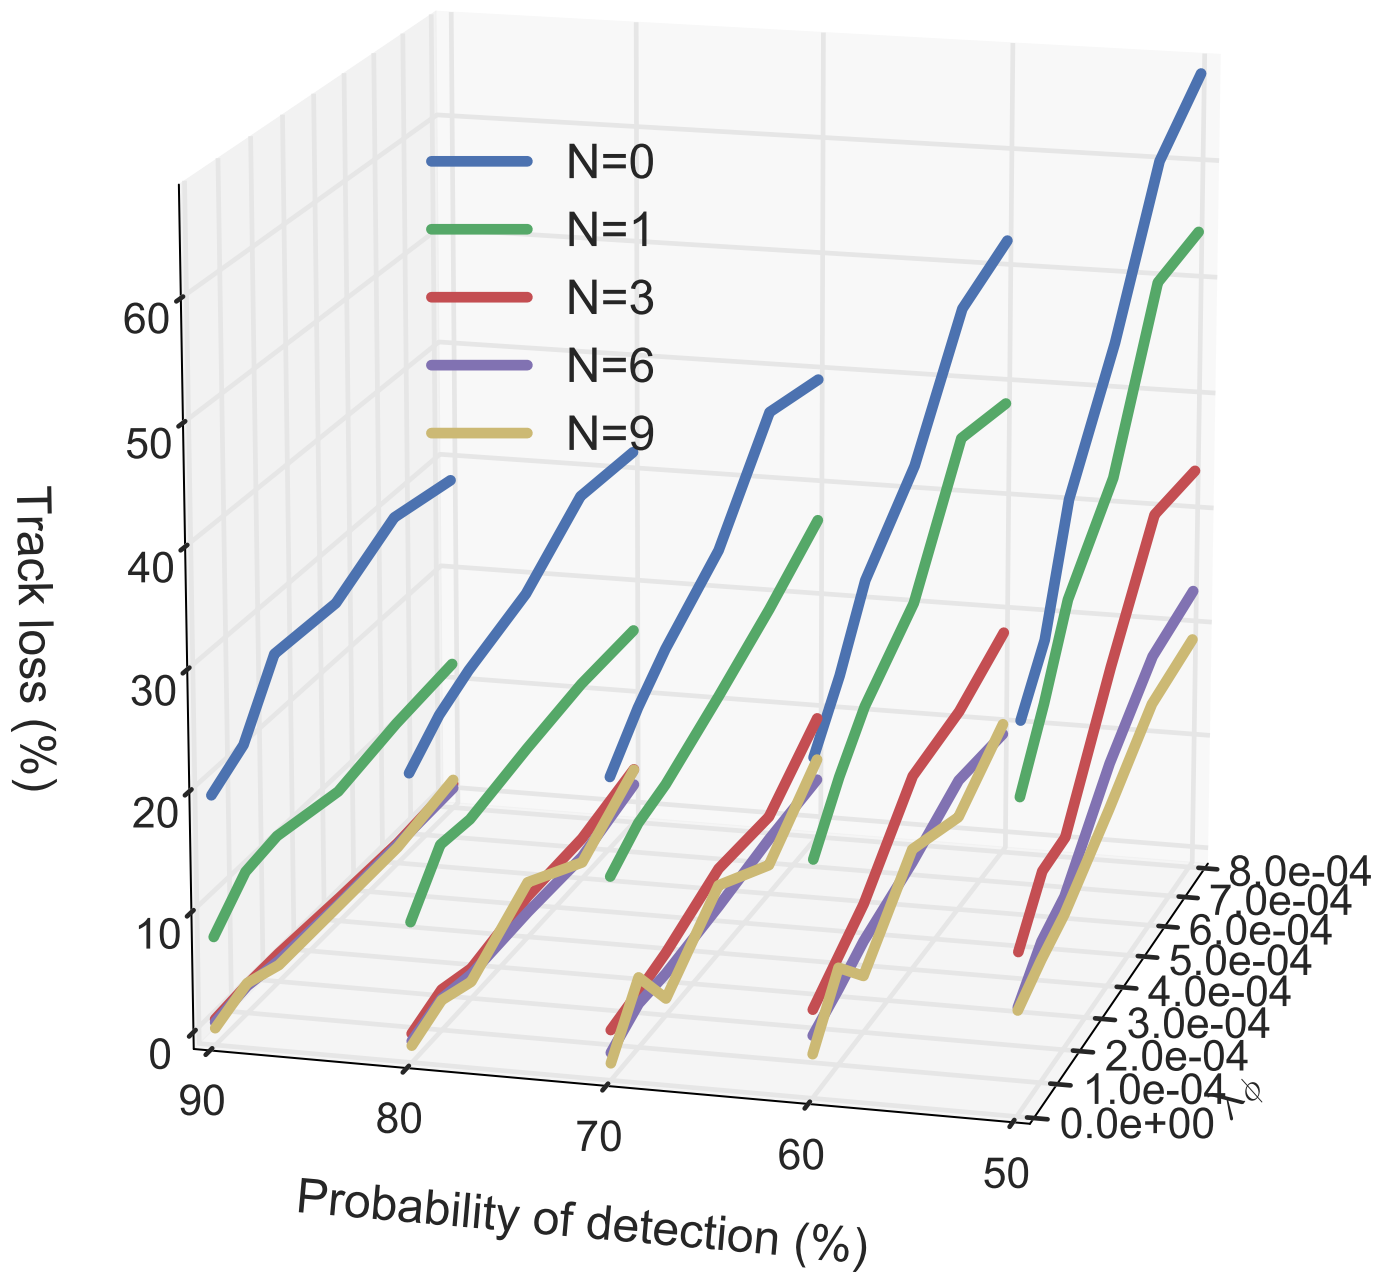 N=0
N=1
N=3
N=6
N=9
Track loss (%)
60
50
40
30
20
10
0
90
80
70
60
50
Probability of detection (%)
8.0e-04
7.0e-04
6.0e-04
5.0e-04
4.0e-04
3.0e-04
2.0e-04
1.0e-04
0.0e+00
λ𝜙